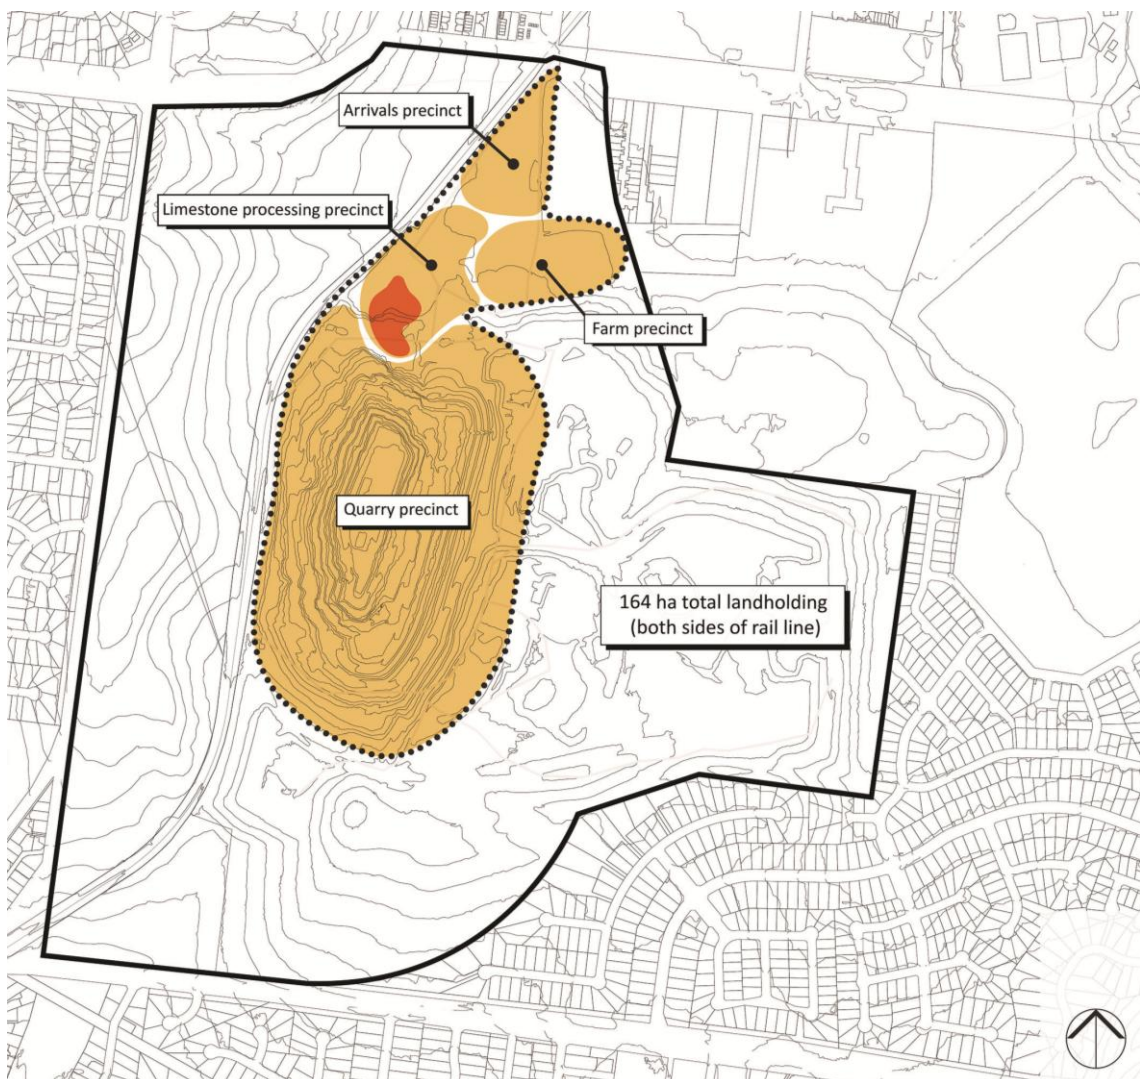 Arrivals precinct
Limestone processing precinct
Farm precinct
Quarry precinct
164 ha total landholding
(both sides of rail line)